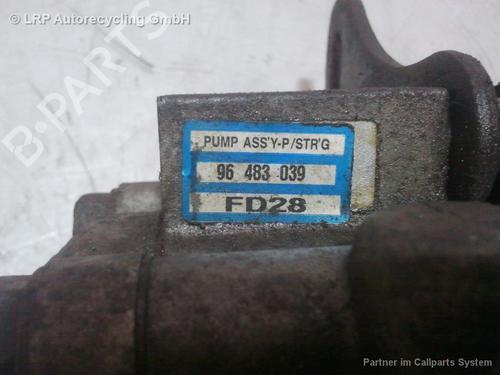 © LRP Autorecycling GmbH
B-PARTS
PUMP ASS'Y-P/STR'G
96 483 039
FD28
Partner im Callparts System